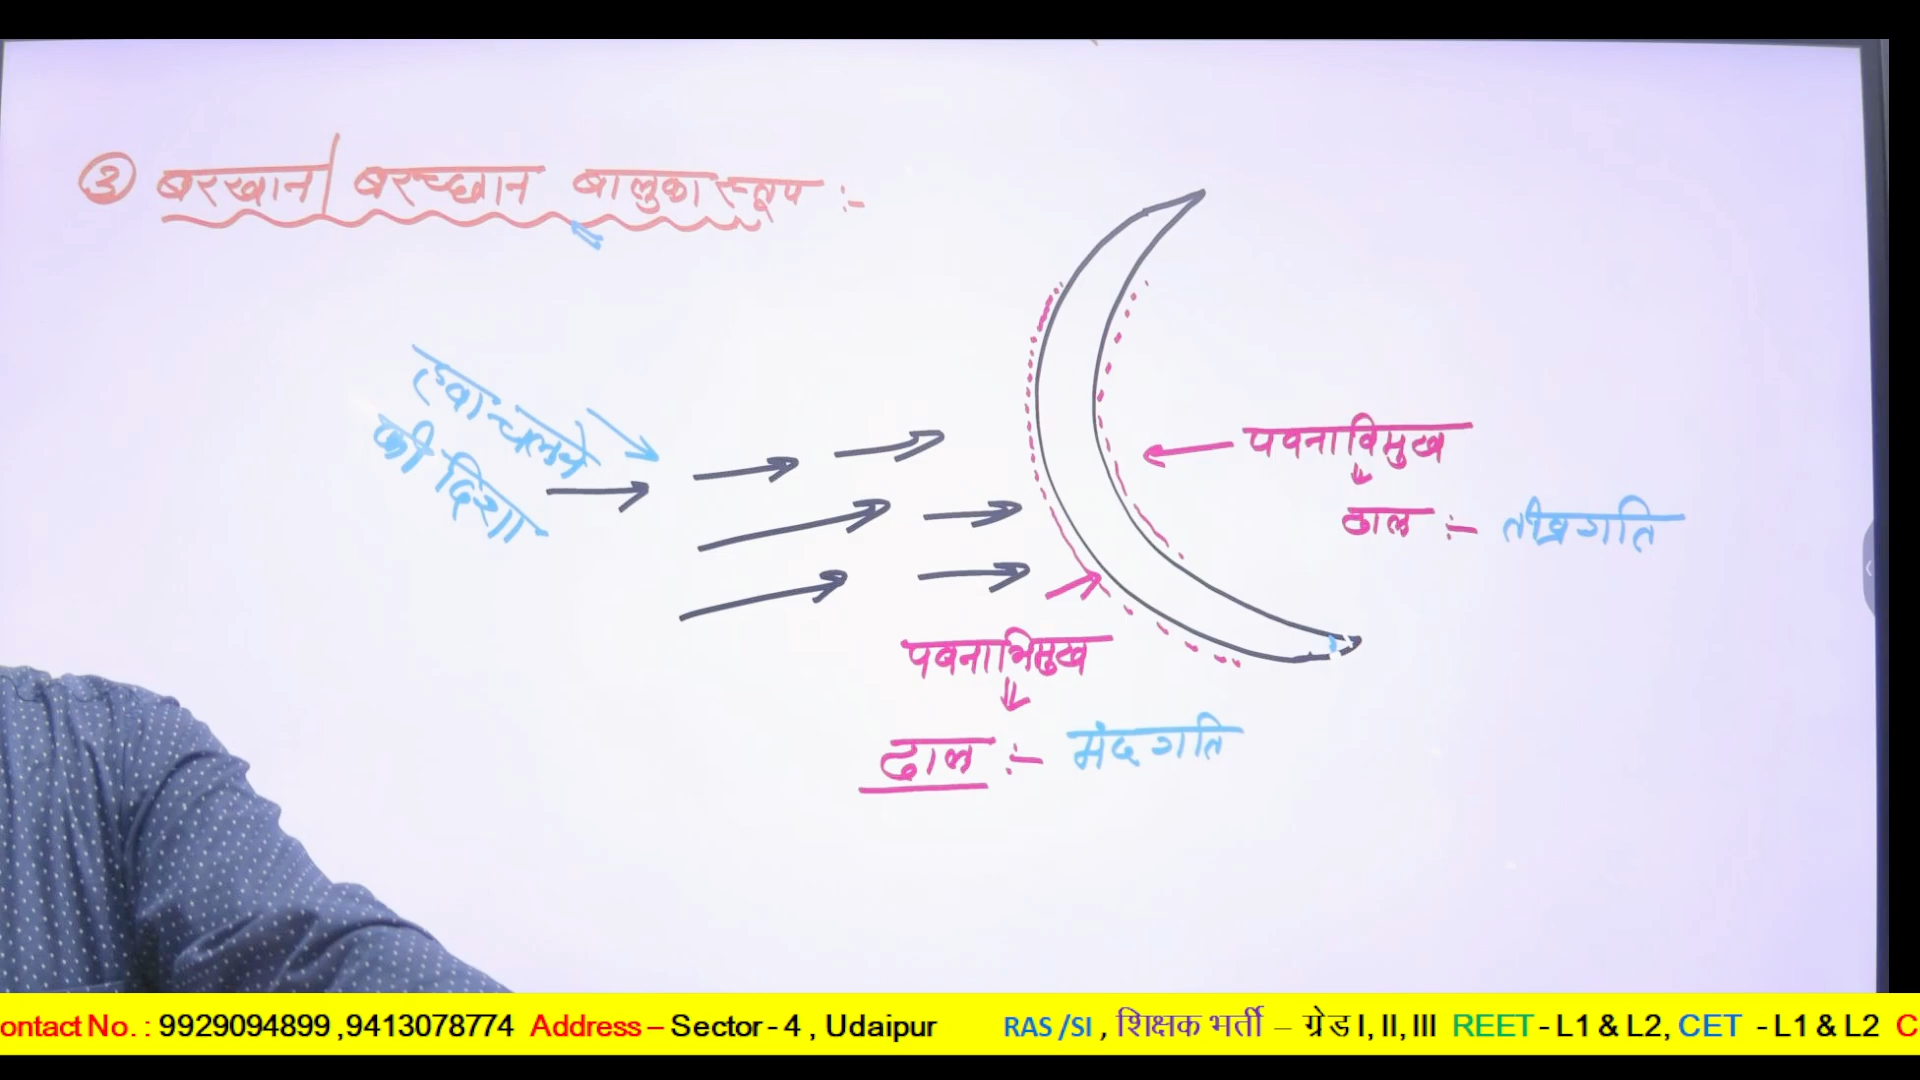 ③ बरखान/ बरच्छान बालुका स्तूप :-
हवा चलने
की दिशा
पवनाविमुख
ढाल :- तीव्रगति
पवनाभिमुख
ढाल :- मंदगति
ontact No. : 9929094899 ,9413078774 Address – Sector - 4 , Udaipur RAS /SI , शिक्षक भर्ती – ग्रेड I, II, III REET - L1 & L2, CET - L1 & L2 C